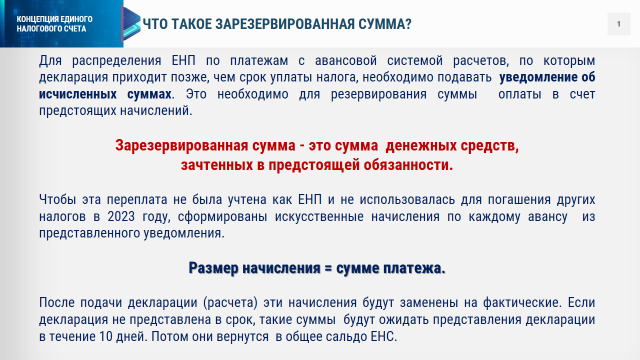 КОНЦЕПЦИЯ ЕДИНОГО
НАЛОГОВОГО СЧЕТА
ЧТО ТАКОЕ ЗАРЕЗЕРВИРОВАННАЯ СУММА?
1
Для распределения ЕНП по платежам с авансовой системой расчетов, по которым
декларация приходит позже, чем срок уплаты налога, необходимо подавать уведомление об
исчисленных суммах. Это необходимо для резервирования суммы оплаты в счет
предстоящих начислений.
Зарезервированная сумма - это сумма денежных средств,
зачтенных в предстоящей обязанности.
Чтобы эта переплата не была учтена как ЕНП и не использовалась для погашения других
налогов в 2023 году, сформированы искусственные начисления по каждому авансу из
представленного уведомления.
Размер начисления = сумме платежа.
После подачи декларации (расчета) эти начисления будут заменены на фактические. Если
декларация не представлена в срок, такие суммы будут ожидать представления декларации
в течение 10 дней. Потом они вернутся в общее сальдо ЕНС.